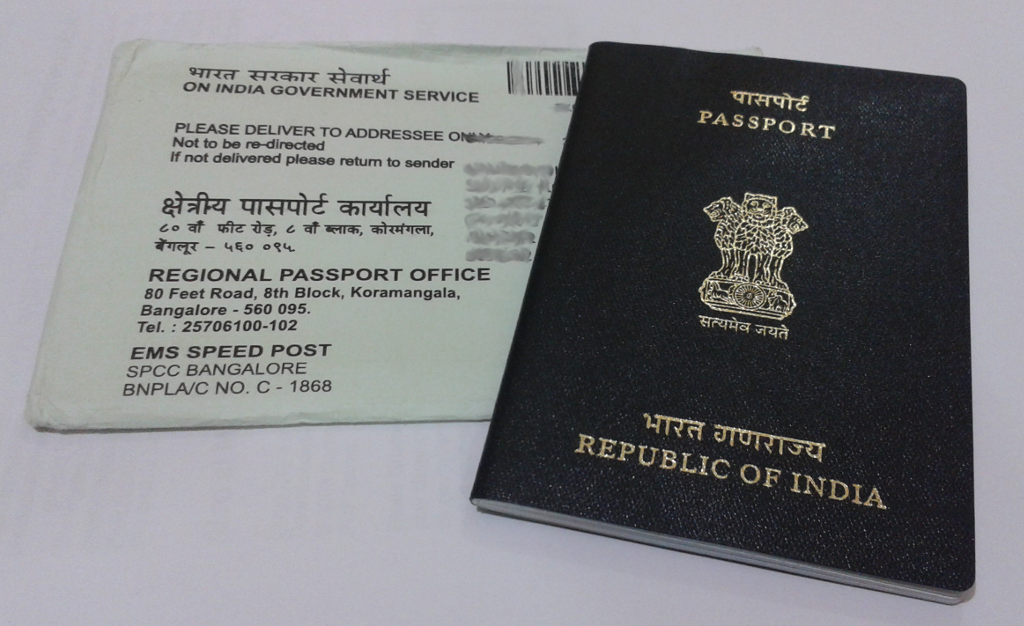 भारत सरकार सेवार्थ
ON INDIA GOVERNMENT SERVICE
PLEASE DELIVER TO ADDRESSEE ONLY
Not to be re-directed
If not delivered please return to sender
क्षेत्रीय पासपोर्ट कार्यालय
८० वाँ फीट रोड़, ८ वाँ ब्लाक, कोरमंगला,
बेंगलूर – ५६० ०९५
REGIONAL PASSPORT OFFICE
80 Feet Road, 8th Block, Koramangala,
Bangalore - 560 095.
Tel. : 25706100-102
EMS SPEED POST
SPCC BANGALORE
BNPLA/C NO. C - 1868
पासपोर्ट
PASSPORT
सत्यमेव जयते
भारत गणराज्य
REPUBLIC OF INDIA